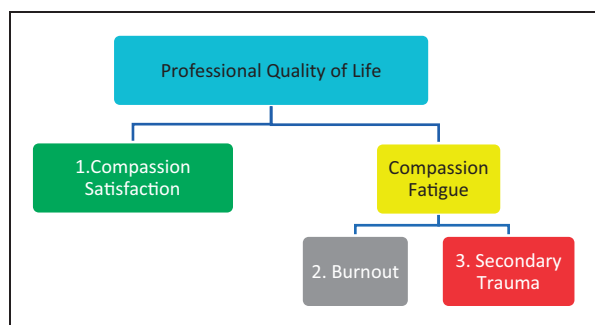 Professional Quality of Life
1.Compassion
Satisfaction
Compassion
Fatigue
2. Burnout
3. Secondary
Trauma